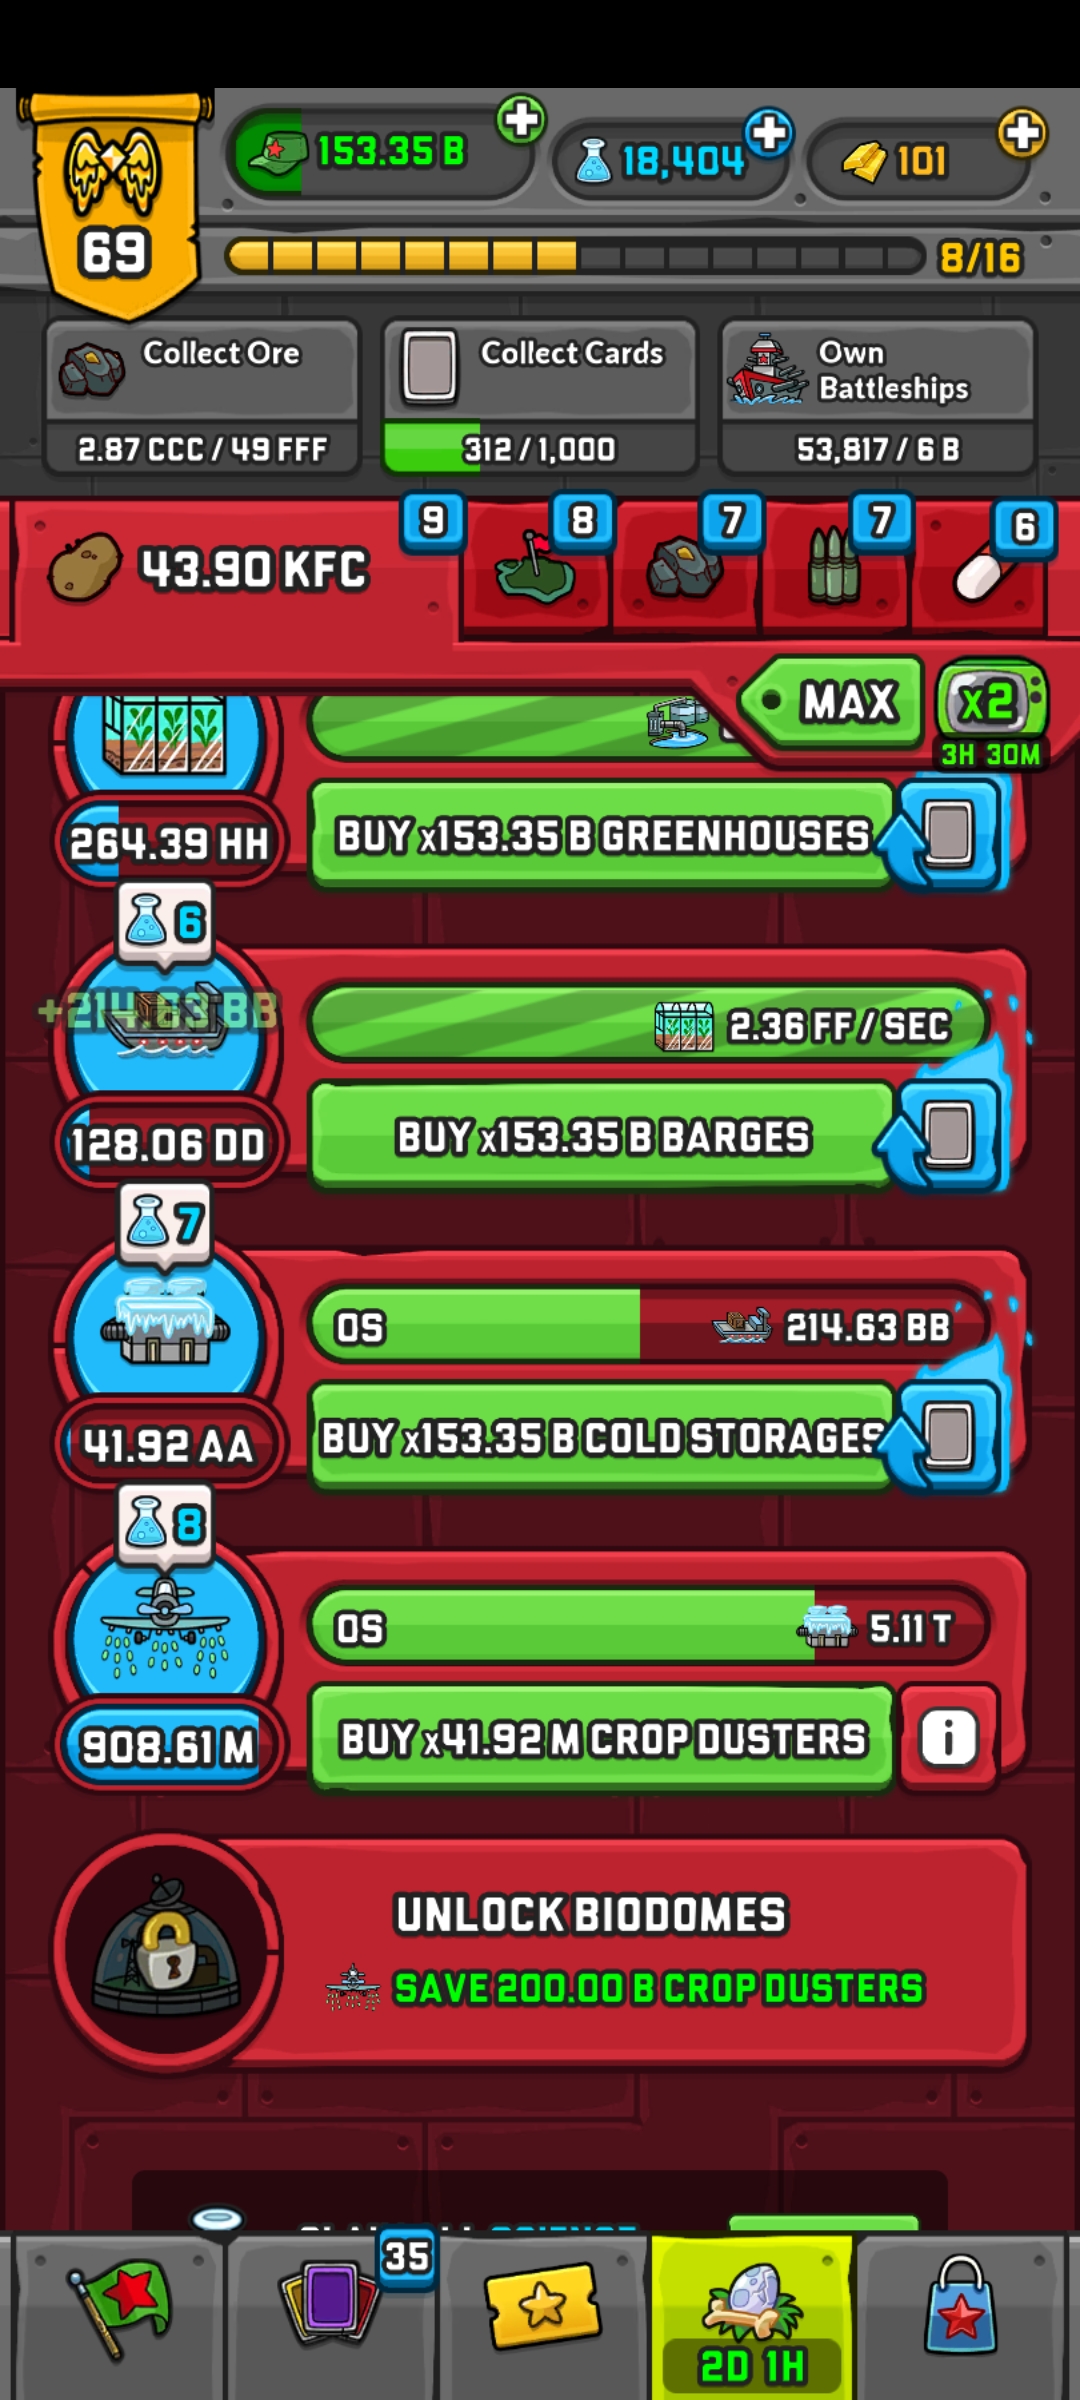 153.35 B
18,404
101
69
8/16
Collect Ore
2.87 CCC / 49 FFF
Collect Cards
312 / 1,000
Own
Battleships
53,817 / 6 B
43.90 KFC
9
8
7
7
6
MAX
x2
3H 30M
264.39 HH
BUY x153.35 B GREENHOUSES
6
+214.63 BB
2.36 FF / SEC
128.06 DD
BUY x153.35 B BARGES
7
0S
214.63 BB
41.92 AA
BUY x153.35 B COLD STORAGES
8
0S
5.11 T
908.61 M
BUY x41.92 M CROP DUSTERS
i
UNLOCK BIODOMES
SAVE 200.00 B CROP DUSTERS
35
2D 1H